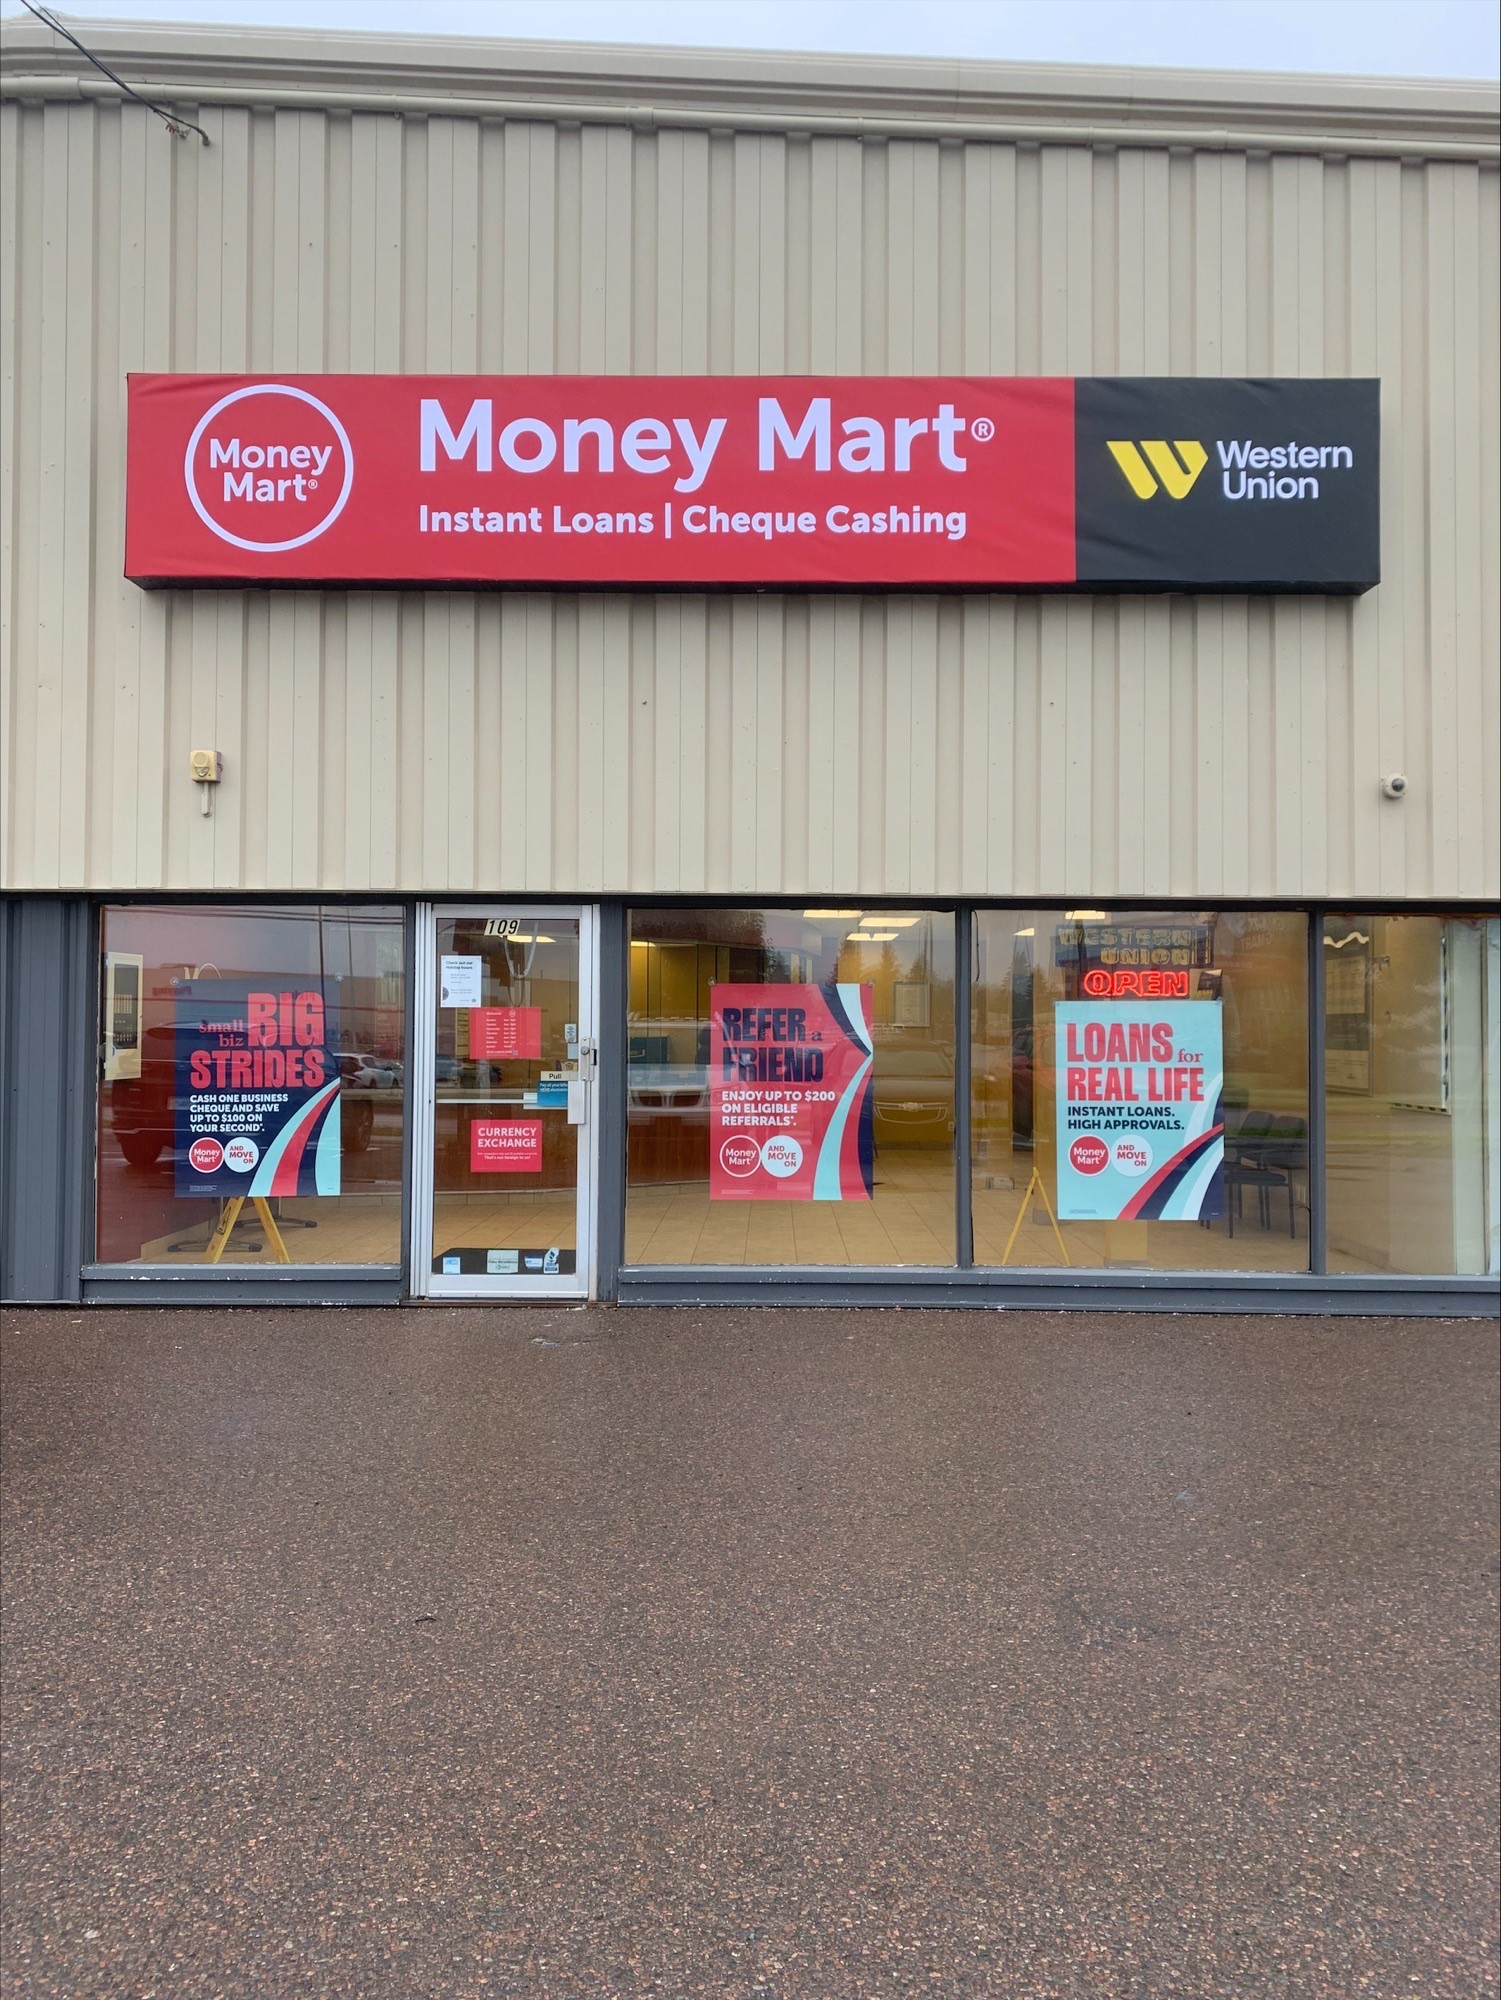 Money
Mart®
Money Mart®
Instant Loans | Cheque Cashing
Western
Union
109
small
biz
BIG
STRIDES
CASH ONE BUSINESS
CHEQUE AND SAVE
UP TO $100 ON
YOUR SECOND*.
Money
Mart
AND
MOVE
ON
Pull
CURRENCY
EXCHANGE
REFER a
FRIEND
ENJOY UP TO $200
ON ELIGIBLE
REFERRALS*.
Money
Mart
AND
MOVE
ON
WESTERN
UNION
OPEN
LOANS for
REAL LIFE
INSTANT LOANS.
HIGH APPROVALS.
Money
Mart
AND
MOVE
ON